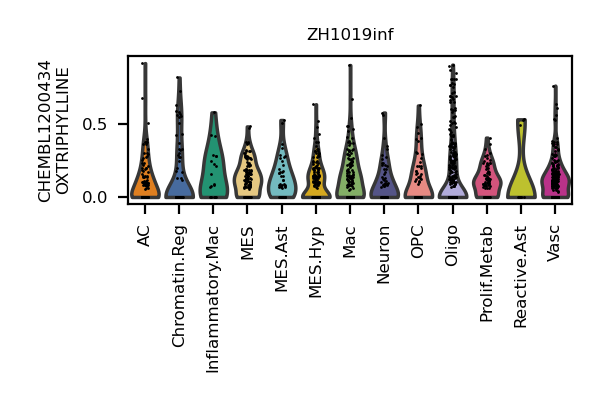 ZH1019inf
CHEMBL1200434
OXTRIPHYLLINE
0.5
0.0
AC
Chromatin.Reg
Inflammatory.Mac
MES
MES.Ast
MES.Hyp
Mac
Neuron
OPC
Oligo
Prolif.Metab
Reactive.Ast
Vasc